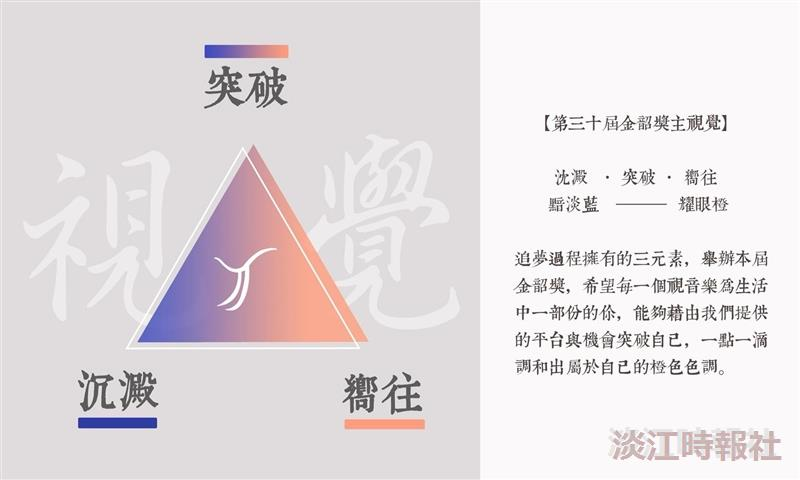 突破
視覺
沉澱
嚮往
【第三十屆金韶獎主視覺】
沈澱 · 突破 · 嚮往
黯淡藍 —— 耀眼橙
追夢過程擁有的三元素，舉辦本屆
金韶獎，希望每一個視音樂為生活
中一部份的你，能夠藉由我們提供
的平台與機會突破自己，一點一滴
調和出屬於自己的橙色色調。
淡江時報社